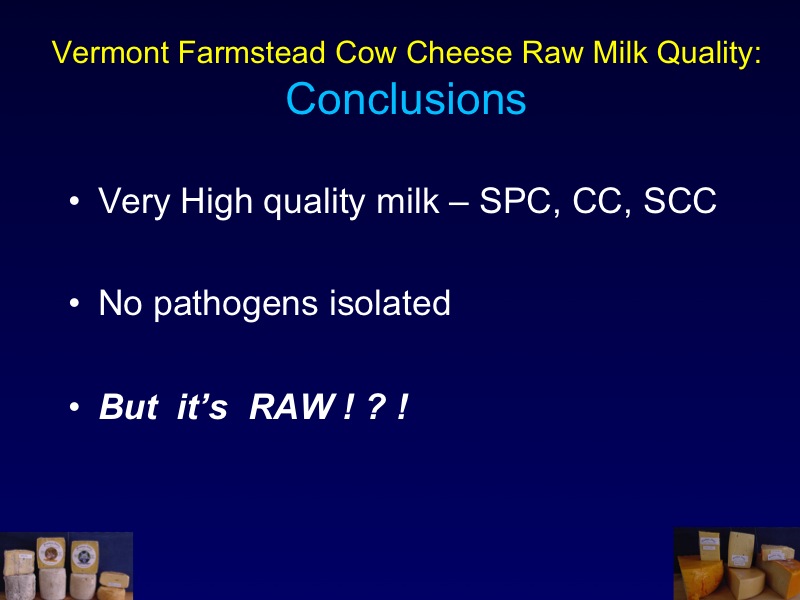 Vermont Farmstead Cow Cheese Raw Milk Quality:
Conclusions
• Very High quality milk – SPC, CC, SCC
• No pathogens isolated
• But it's RAW ! ? !